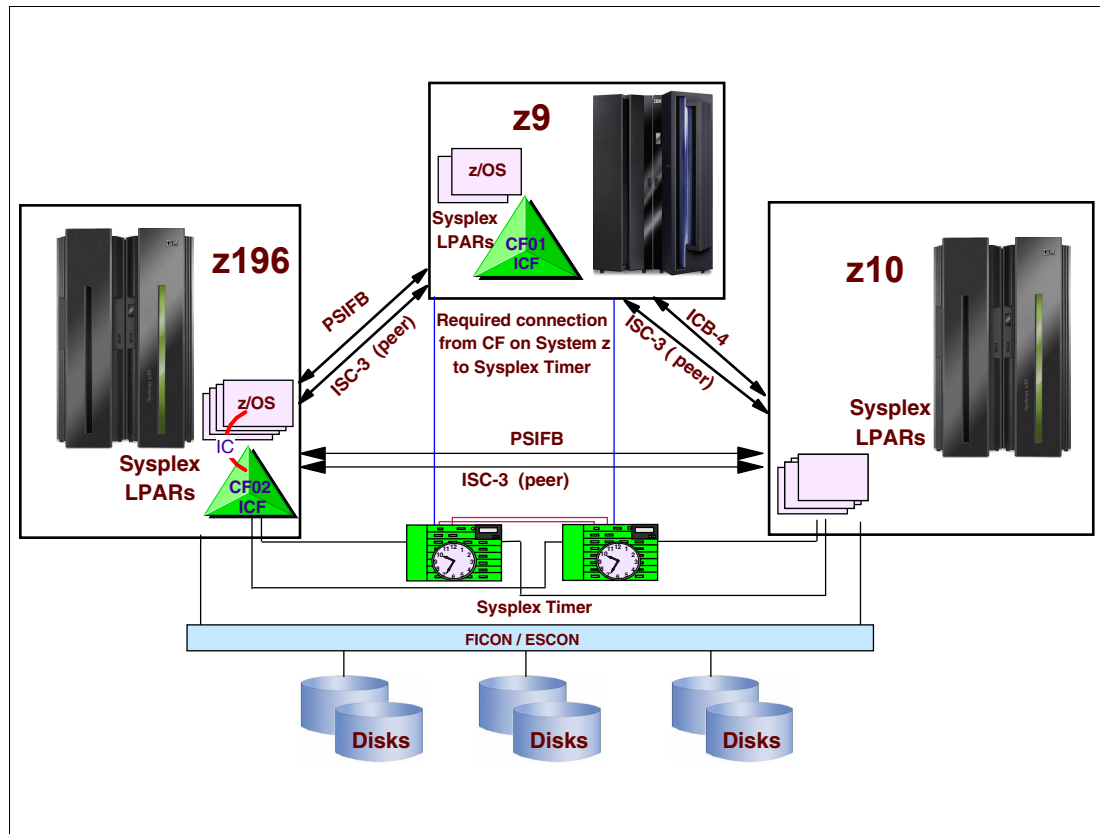 z9
z/OS
Sysplex
LPARs
CF01
ICF
z196
z10
PSIFB
ISC-3 (peer)
Required connection
from CF on System z
to Sysplex Timer
ICB-4
ISC-3 ( peer)
z/OS
IC
Sysplex
LPARs
CF02
ICF
PSIFB
ISC-3 (peer)
Sysplex
LPARs
Sysplex Timer
FICON / ESCON
Disks
Disks
Disks